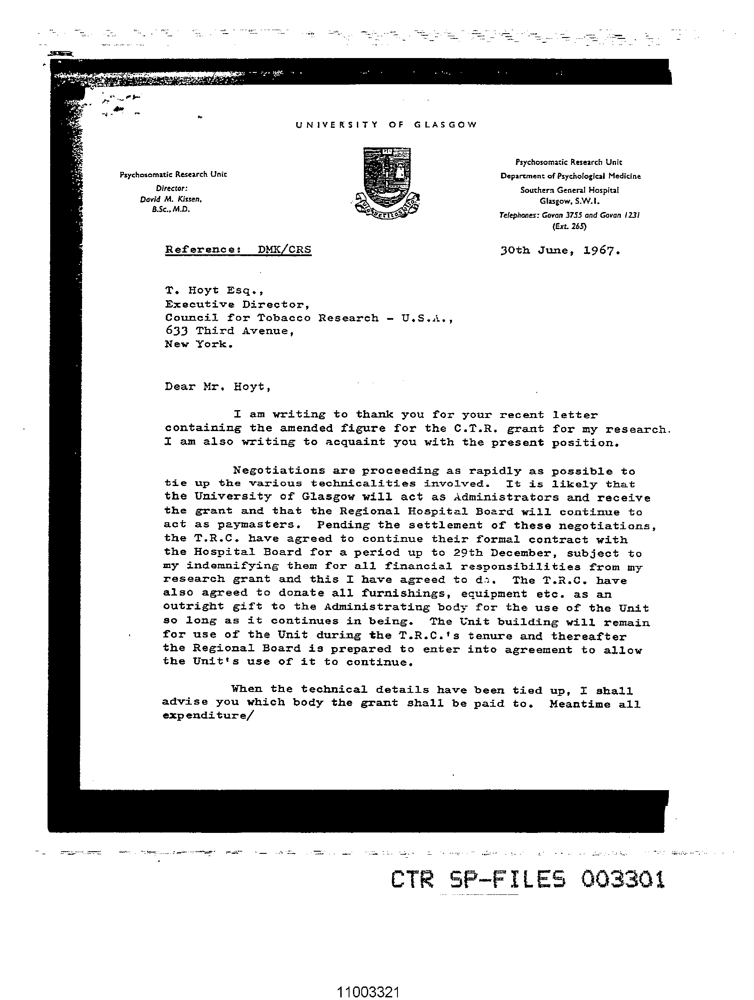 UNIVERSITY OF GLASGOW
Psychosomatic Research Unit
Director:
David M. Kissen,
B.Sc., M.D.
Psychosomatic Research Unit
Department of Psychological Medicine
Southern General Hospital
Glasgow, S.W.1.
Telephones: Govan 3755 and Govan 1231
(Ext. 265)
Reference: DMK/CRS
30th June, 1967.
T. Hoyt Esq.,
Executive Director,
Council for Tobacco Research - U.S.A.,
633 Third Avenue,
New York.
Dear Mr. Hoyt,
I am writing to thank you for your recent letter
containing the amended figure for the C.T.R. grant for my research.
I am also writing to acquaint you with the present position.
Negotiations are proceeding as rapidly as possible to
tie up the various technicalities involved. It is likely that
the University of Glasgow will act as Administrators and receive
the grant and that the Regional Hospital Board will continue to
act as paymasters. Pending the settlement of these negotiations,
the T.R.C. have agreed to continue their formal contract with
the Hospital Board for a period up to 29th December, subject to
my indemnifying them for all financial responsibilities from my
research grant and this I have agreed to do. The T.R.C. have
also agreed to donate all furnishings, equipment etc. as an
outright gift to the Administrating body for the use of the Unit
so long as it continues in being. The Unit building will remain
for use of the Unit during the T.R.C.'s tenure and thereafter
the Regional Board is prepared to enter into agreement to allow
the Unit's use of it to continue.
When the technical details have been tied up, I shall
advise you which body the grant shall be paid to. Meantime all
expenditure/
CTR SP-FILES 003301
11003321